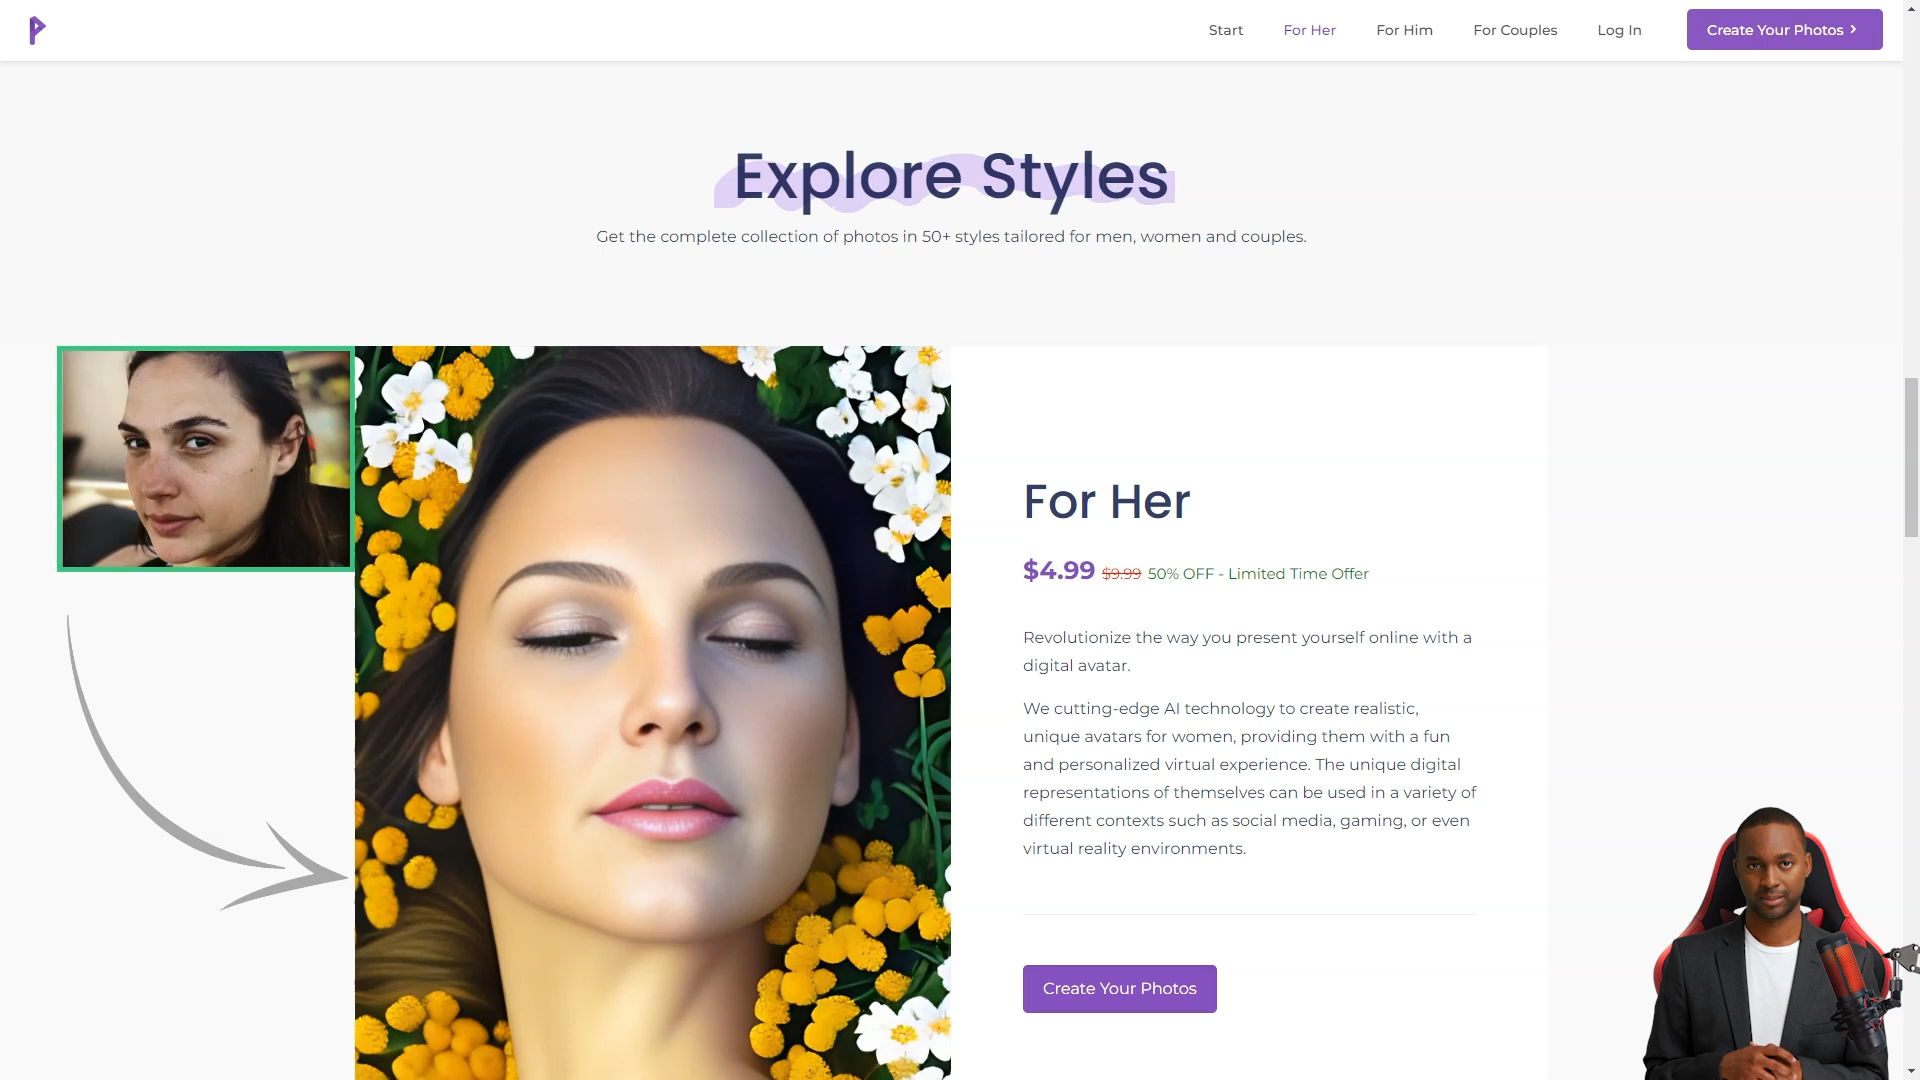 Start
For Her
For Him
For Couples
Log In
Create Your Photos
Explore Styles
Get the complete collection of photos in 50+ styles tailored for men, women and couples.
For Her
$4.99 $9.99 50% OFF - Limited Time Offer
Revolutionize the way you present yourself online with a
digital avatar.
We cutting-edge AI technology to create realistic,
unique avatars for women, providing them with a fun
and personalized virtual experience. The unique digital
representations of themselves can be used in a variety of
different contexts such as social media, gaming, or even
virtual reality environments.
Create Your Photos